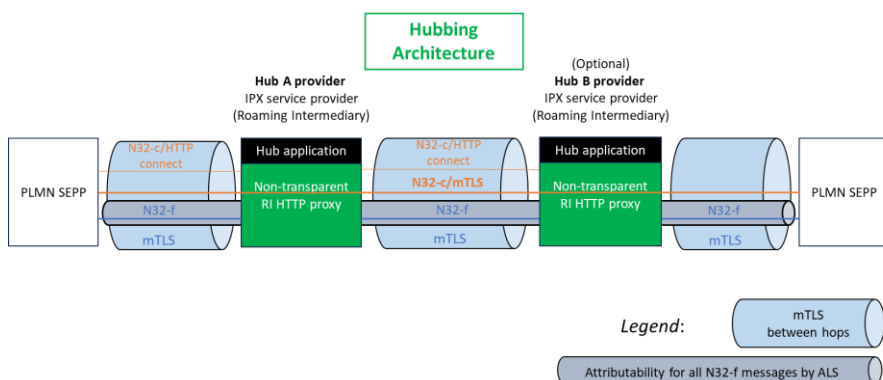 Hubbing
Architecture
Hub A provider
IPX service provider
(Roaming Intermediary)
(Optional)
Hub B provider
IPX service provider
(Roaming Intermediary)
PLMN SEPP
N32-c/HTTP
connect
N32-f
mTLS
Hub application
Non-transparent
RI HTTP proxy
N32-c/HTTP
connect
N32-c/mTLS
N32-f
mTLS
Hub application
Non-transparent
RI HTTP proxy
N32-f
mTLS
PLMN SEPP
Legend:
mTLS
between hops
Attributability for all N32-f messages by ALS